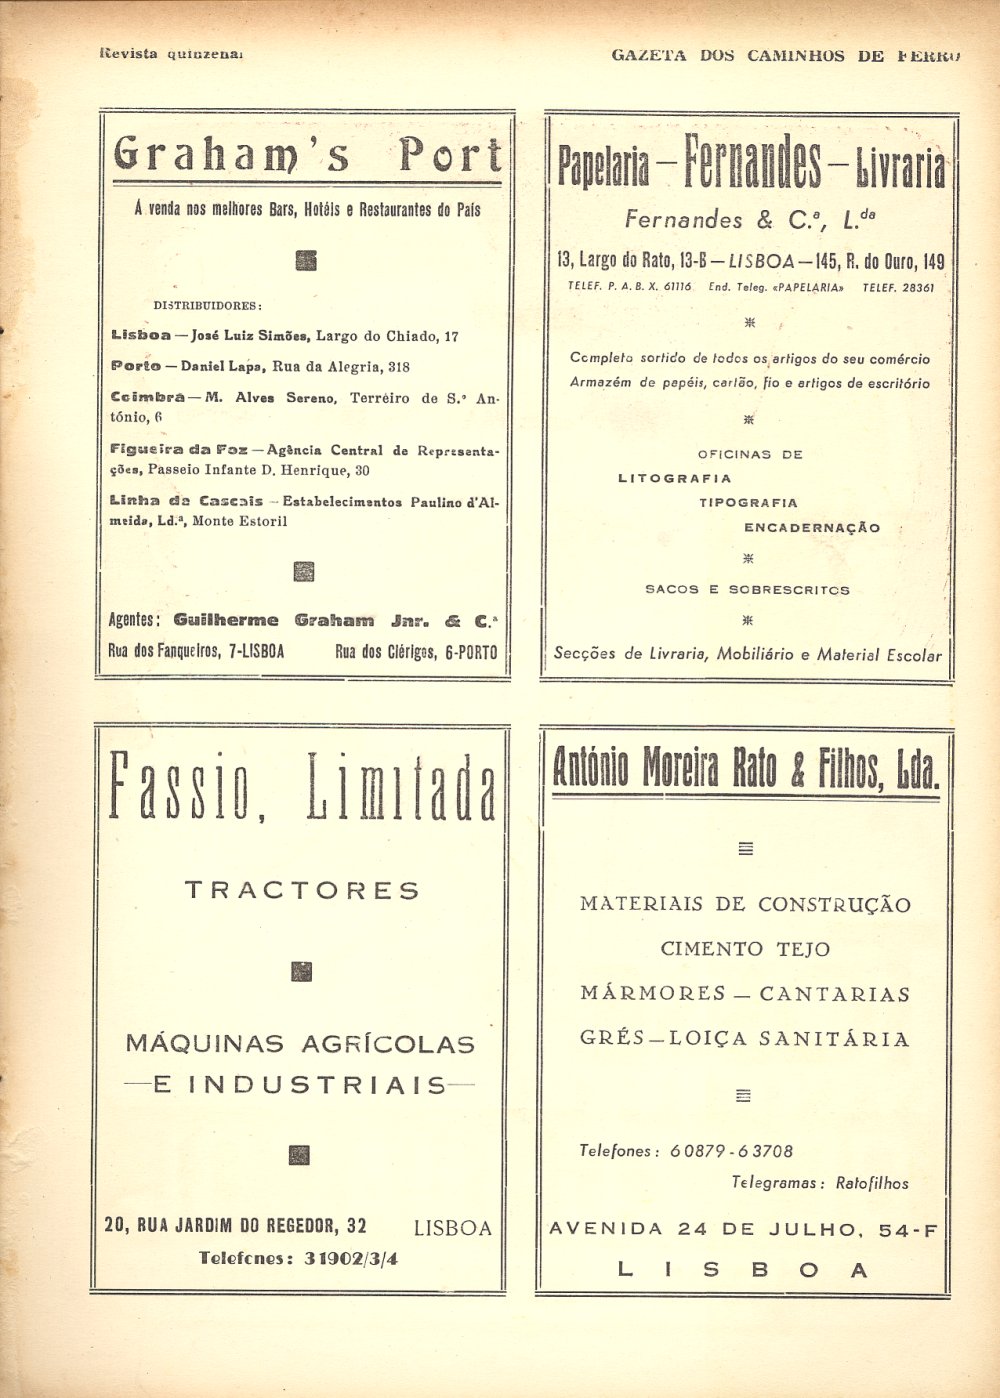 Revista quinzenal
GAZETA DOS CAMINHOS DE FERRO
Graham's Port
A venda nos melhores Bars, Hotéis e Restaurantes do País
DISTRIBUIDORES:
Lisboa — José Luiz Simões, Largo do Chiado, 17
Porto — Daniel Lapa, Rua da Alegria, 318
Coimbra — M. Alves Sereno, Terréiro de S.º An-
tónio, 6
Figueira da Foz — Agência Central de Representa-
ções, Passeio Infante D. Henrique, 30
Linha de Cascais — Estabelecimentos Paulino d'Al-
meida, Ld.ª, Monte Estoril
Agentes: Guilherme Graham Jnr. & C.ª
Rua dos Fanqueiros, 7-LISBOA Rua dos Clérigos, 6-PORTO
Papelaria — Fernandes — Livraria
Fernandes & C.ª, L.da
13, Largo do Rato, 13-B — LISBOA — 145, R. do Ouro, 149
TELEF. P. A. B. X. 61116 End. Teleg. «PAPELARIA» TELEF. 28361
Completo sortido de todos os artigos do seu comércio
Armazém de papéis, cartão, fio e artigos de escritório
OFICINAS DE
LITOGRAFIA
TIPOGRAFIA
ENCADERNAÇÃO
SACOS E SOBRESCRITOS
Secções de Livraria, Mobiliário e Material Escolar
Fassio, Limitada
TRACTORES
MÁQUINAS AGRÍCOLAS
— E INDUSTRIAIS —
20, RUA JARDIM DO REGEDOR, 32 LISBOA
Telefones: 31902/3/4
António Moreira Rato & Filhos, Lda.
MATERIAIS DE CONSTRUÇÃO
CIMENTO TEJO
MÁRMORES — CANTARIAS
GRÉS — LOIÇA SANITÁRIA
Telefones: 60879-63708
Telegramas: Ratofilhos
AVENIDA 24 DE JULHO, 54-F
LISBOA